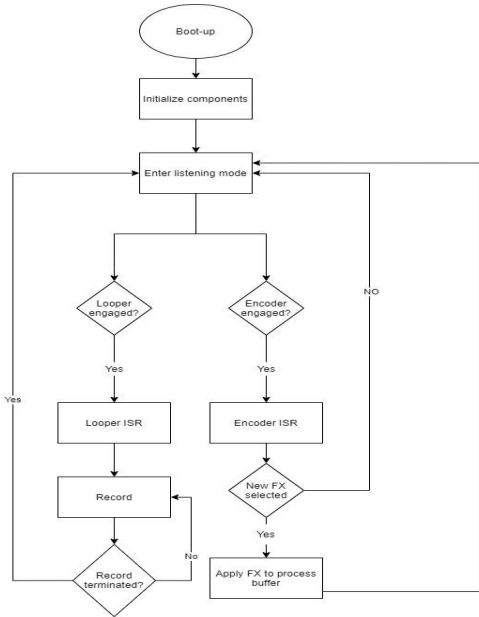 Boot-up
Initialize components
Enter listening mode
Looper
engaged?
Encoder
engaged?
NO
Yes
Yes
Yes
Looper ISR
Encoder ISR
New FX
selected
Record
Yes
No
Record
terminated?
Apply FX to process
buffer